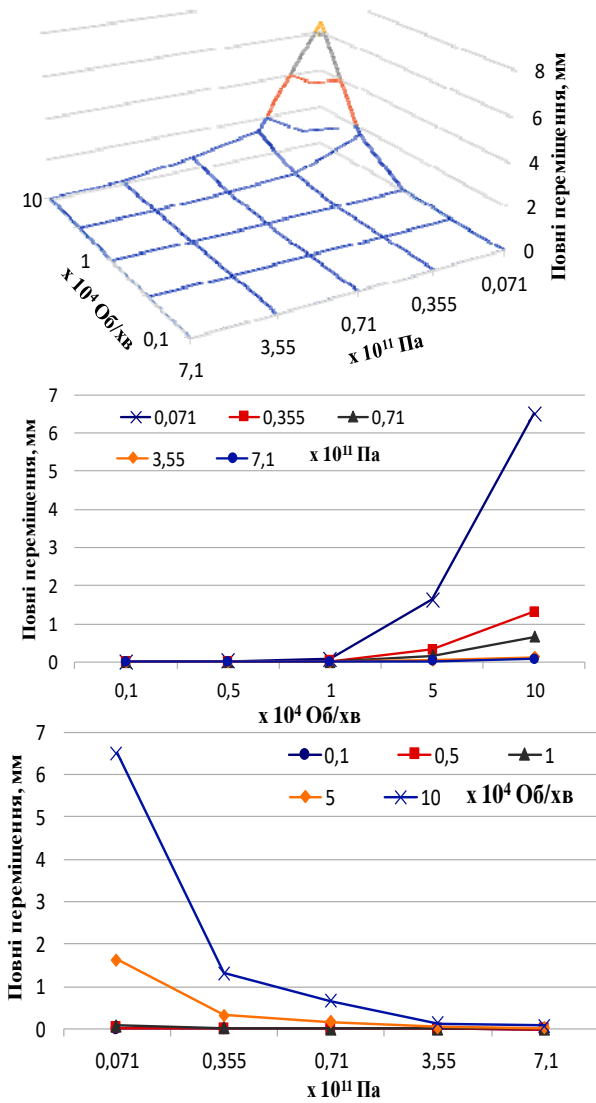 8
6
4
2
0
Повні переміщення, мм
10
1
0,1
х 10⁴ Об/хв
7,1
3,55
0,71
0,355
0,071
х 10¹¹ Па
Повні переміщення, мм
7
6
5
4
3
2
1
0
0,071 0,355 0,71
3,55 7,1 х 10¹¹ Па
0,1 0,5 1 5 10
х 10⁴ Об/хв
Повні переміщення, мм
7
6
5
4
3
2
1
0
0,1 0,5 1
5 10 х 10⁴ Об/хв
0,071 0,355 0,71 3,55 7,1
х 10¹¹ Па